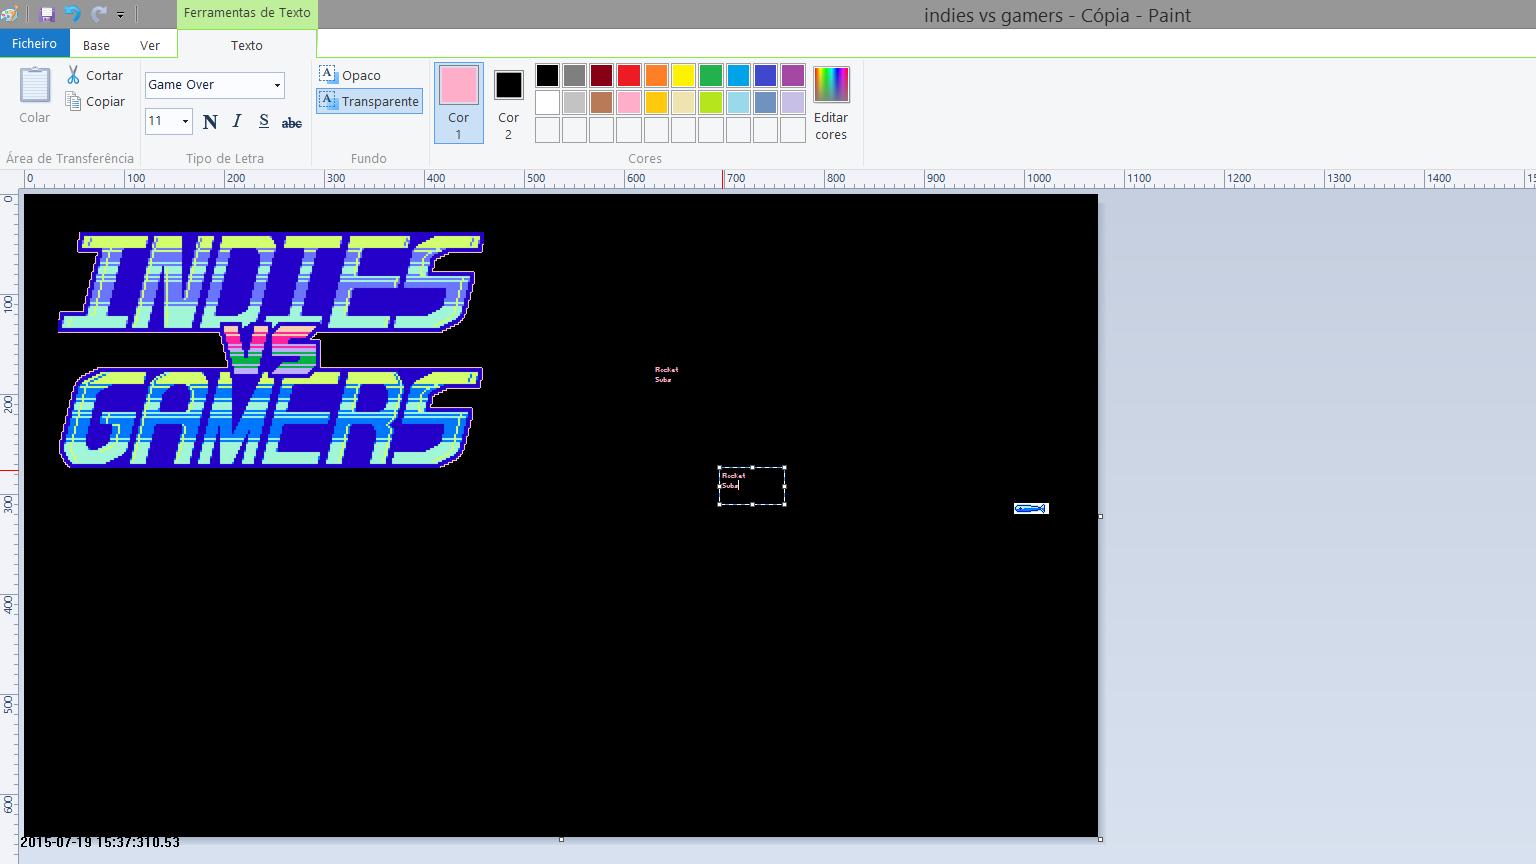 Ferramentas de Texto
indies vs gamers - Cópia - Paint
Ficheiro Base Ver Texto
Colar
Cortar
Copiar
Área de Transferência
Game Over
11 N I S abc
Tipo de Letra
A Opaco
A Transparente
Fundo
Cor 1
Cor 2
Editar cores
Cores
0 100 200 300 400 500 600 700 800 900 1000 1100 1200 1300 1400 15
0
100
200
300
400
500
600
INDIES
VS
GAMERS
Rocket
Subs
Rocket
Subs
2015-07-19 15:37:310.53